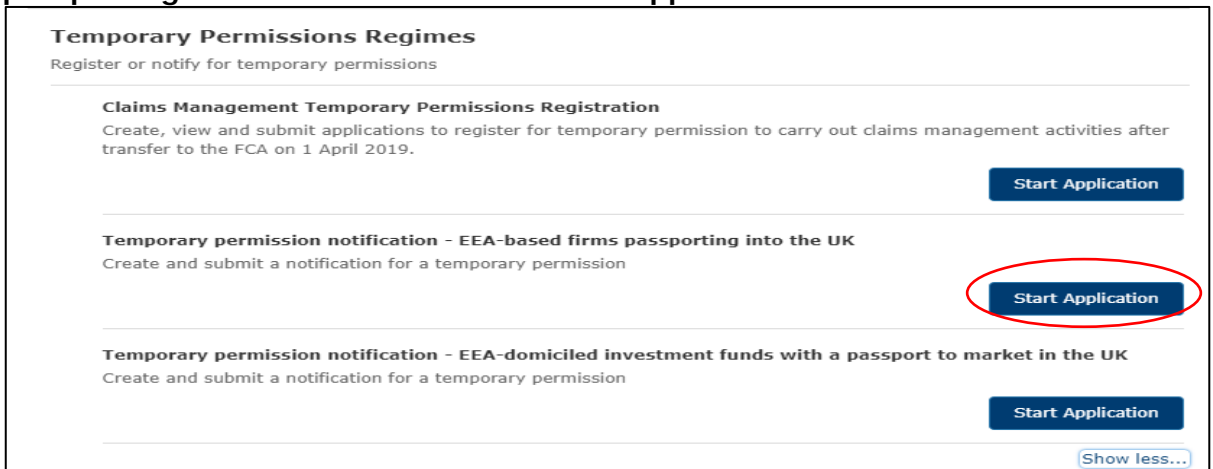 Temporary Permissions Regimes
Register or notify for temporary permissions
Claims Management Temporary Permissions Registration
Create, view and submit applications to register for temporary permission to carry out claims management activities after
transfer to the FCA on 1 April 2019.
Start Application
Temporary permission notification - EEA-based firms passporting into the UK
Create and submit a notification for a temporary permission
Start Application
Temporary permission notification - EEA-domiciled investment funds with a passport to market in the UK
Create and submit a notification for a temporary permission
Start Application
Show less...